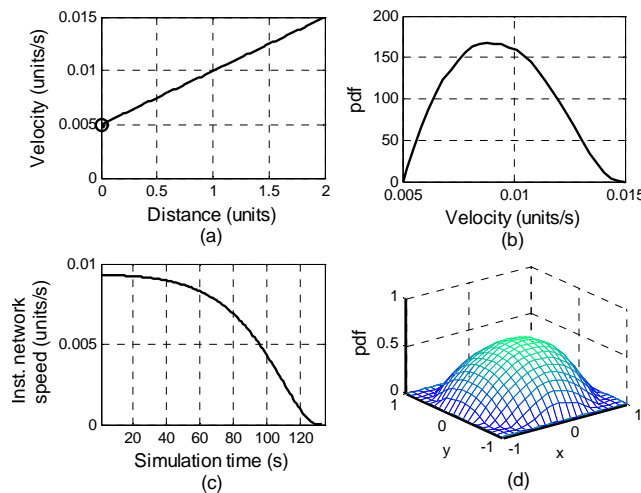 0.015
0.01
0.005
0
Velocity (units/s)
0 0.5 1 1.5 2
Distance (units)
(a)
200
150
100
50
0
pdf
0.005 0.01 0.015
Velocity (units/s)
(b)
0.01
0.005
0
Inst. network
speed (units/s)
20 40 60 80 100 120
Simulation time (s)
(c)
1
0.5
0
pdf
1 0 -1
y
-1 0 1
x
(d)